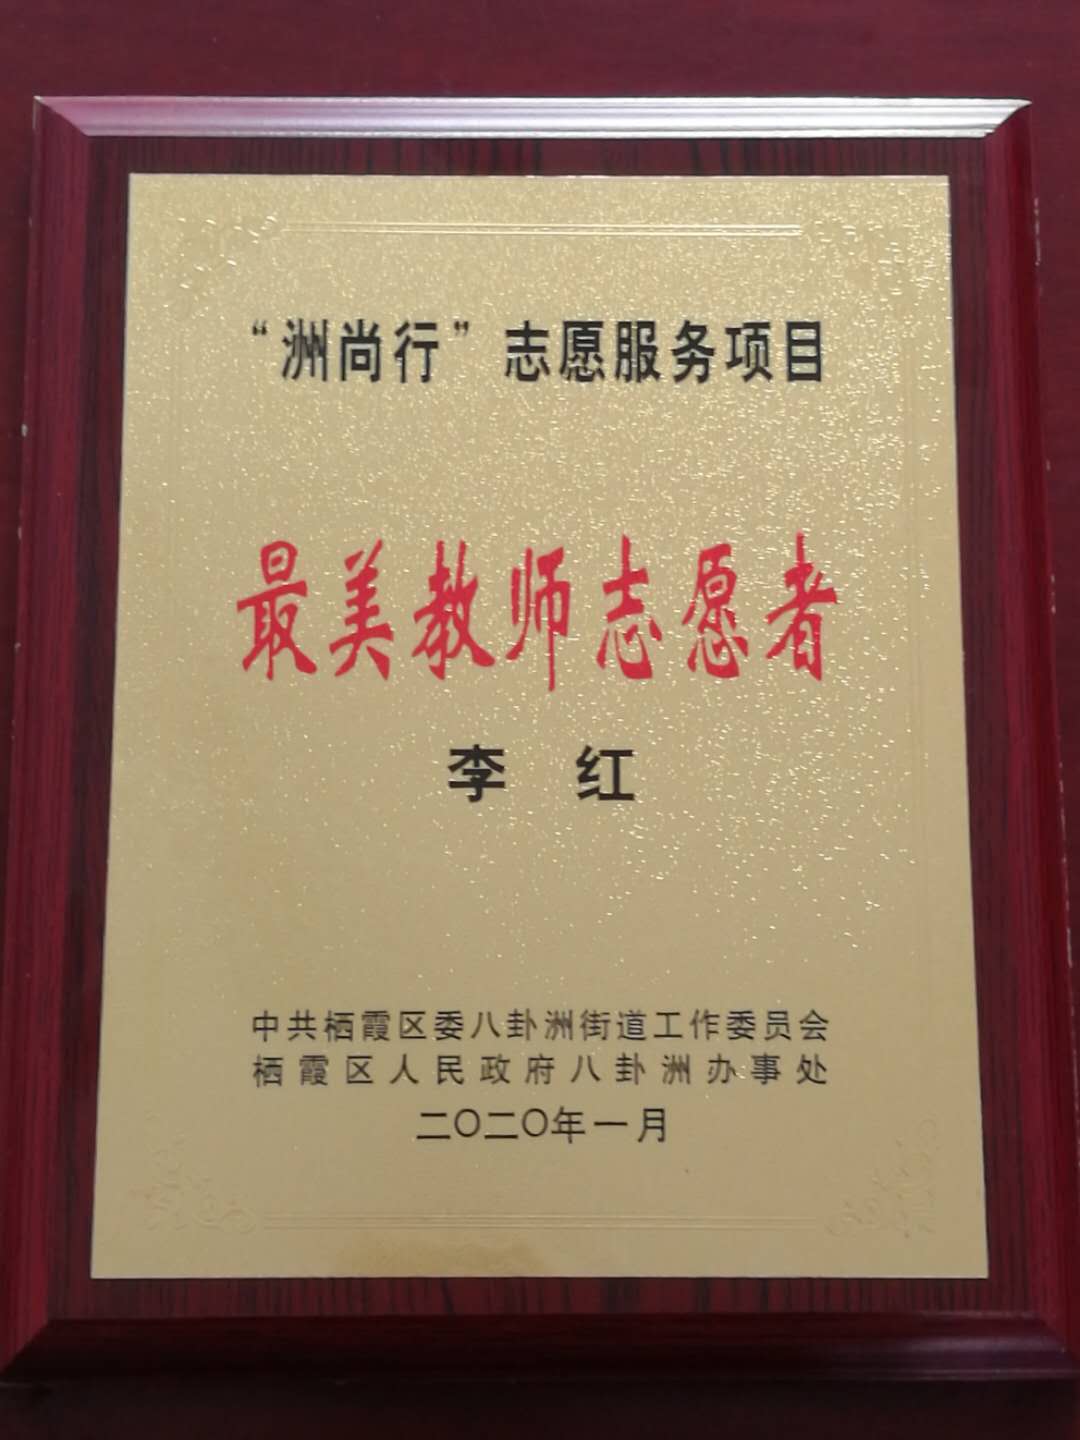 “洲尚行”志愿服务项目
最美教师志愿者
李 红
中共栖霞区委八卦洲街道工作委员会
栖霞区人民政府八卦洲办事处
二〇二〇年一月